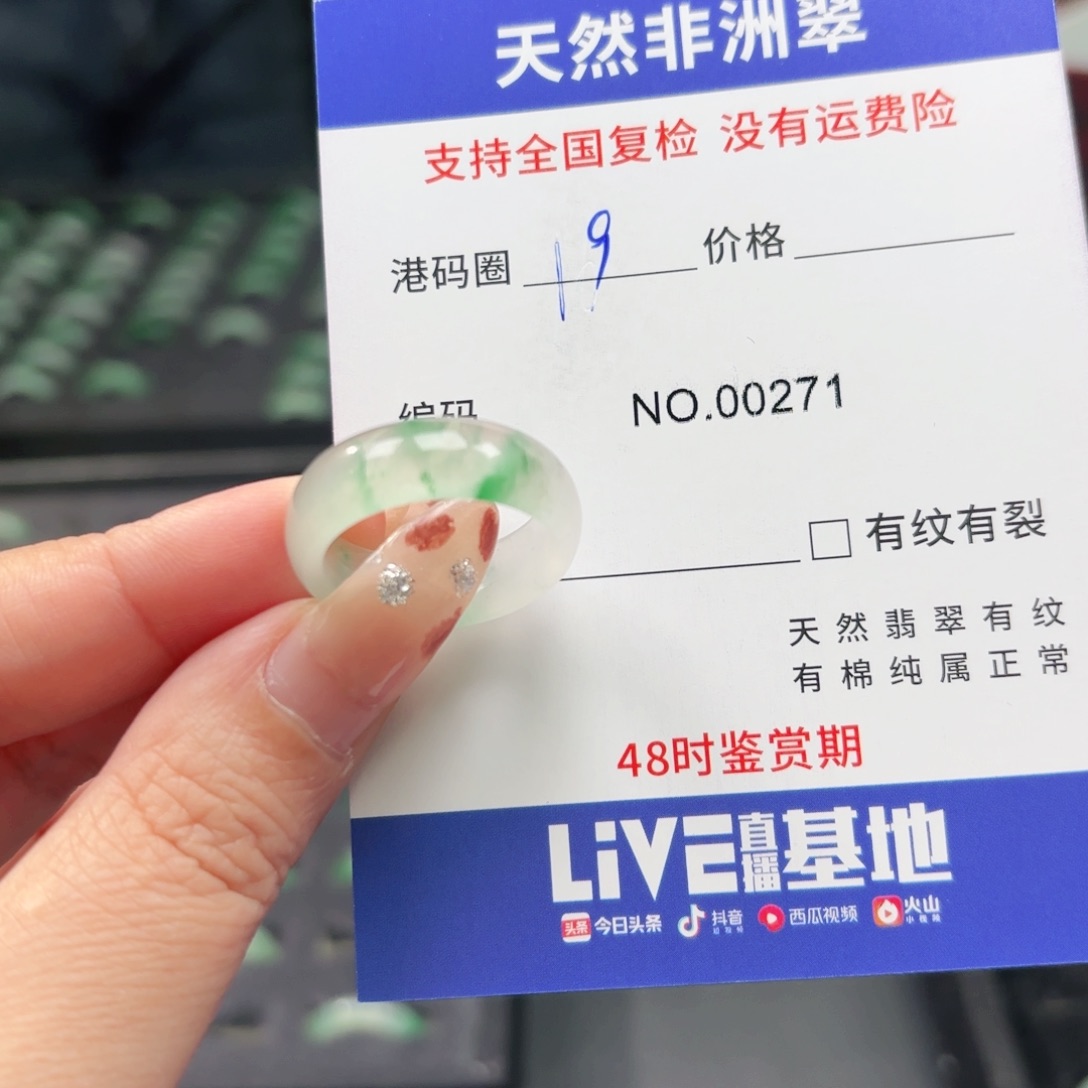 天然非洲翠
支持全国复检 没有运费险
港码圈 19 价格
编码 NO.00271
有纹有裂
天然翡翠有纹
有棉纯属正常
48时鉴赏期
LiVE直播基地
头条 今日头条 抖音 西瓜视频 火山